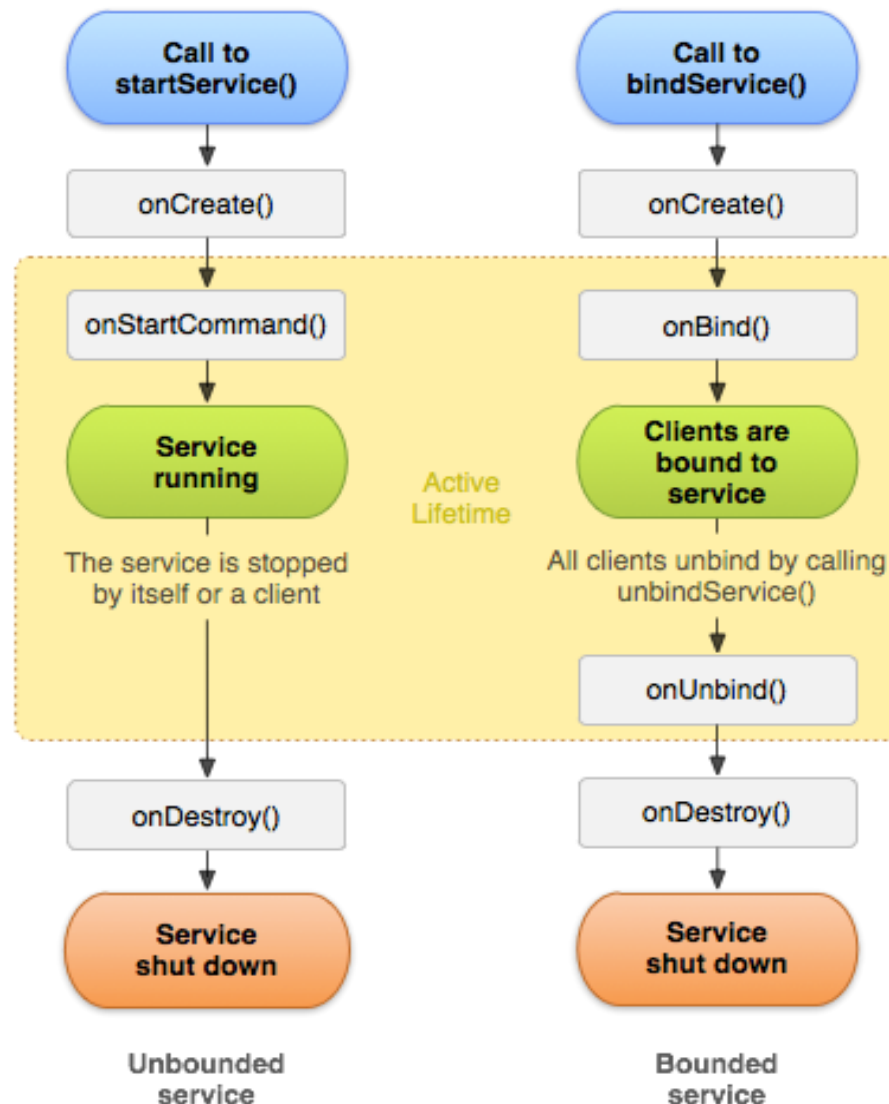 Call to
startService()
onCreate()
onStartCommand()
Service
running
The service is stopped
by itself or a client
onDestroy()
Service
shut down
Unbounded
service
Active
Lifetime
Call to
bindService()
onCreate()
onBind()
Clients are
bound to
service
All clients unbind by calling
unbindService()
onUnbind()
onDestroy()
Service
shut down
Bounded
service